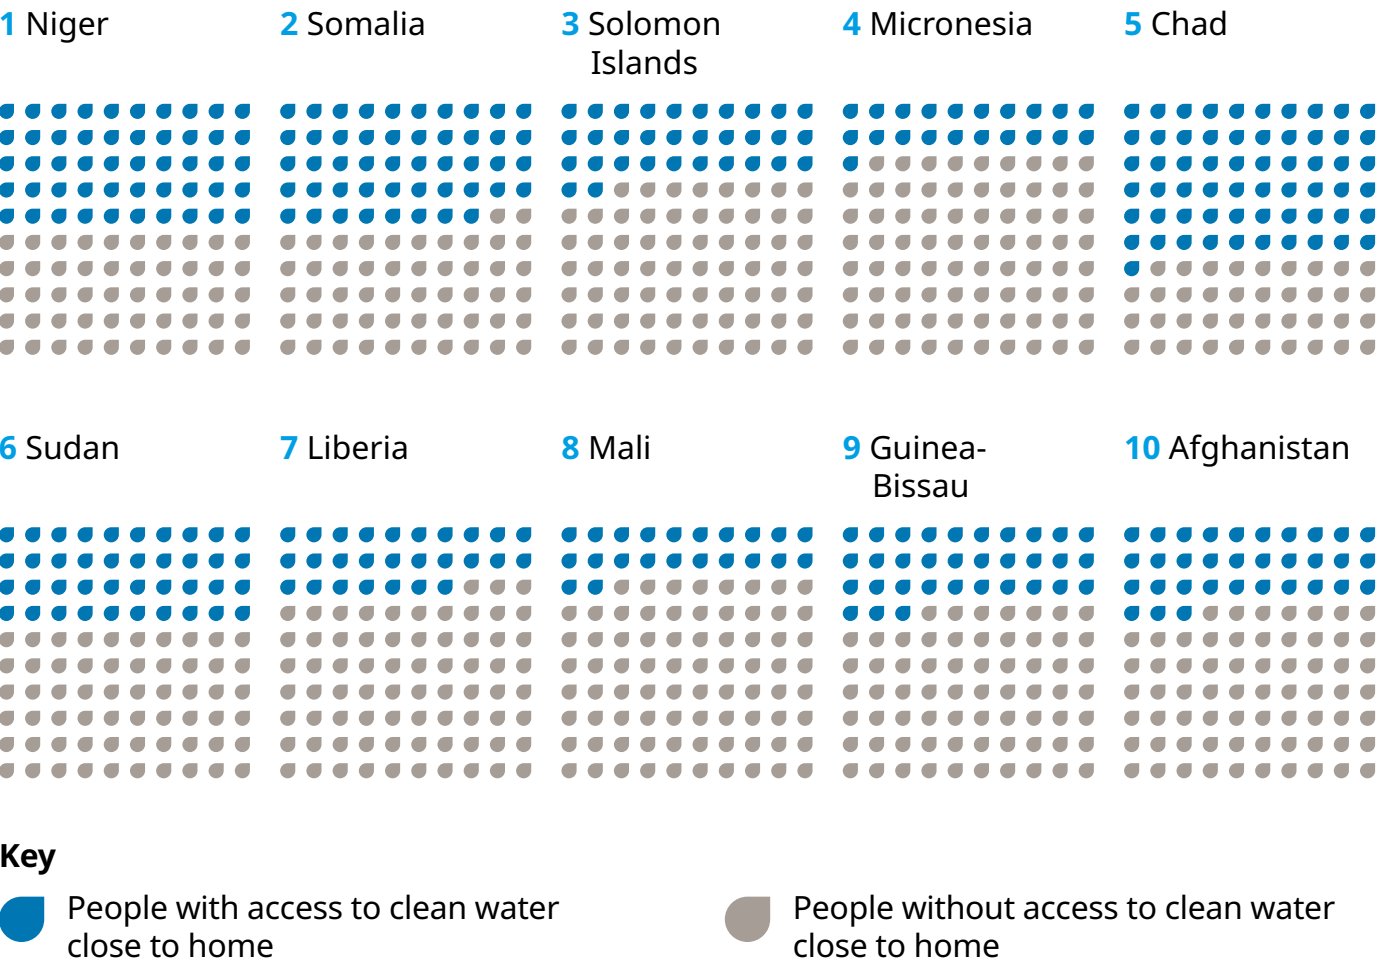 1 Niger
2 Somalia
3 Solomon
Islands
4 Micronesia
5 Chad
6 Sudan
7 Liberia
8 Mali
9 Guinea-
Bissau
10 Afghanistan
Key
People with access to clean water
close to home
People without access to clean water
close to home